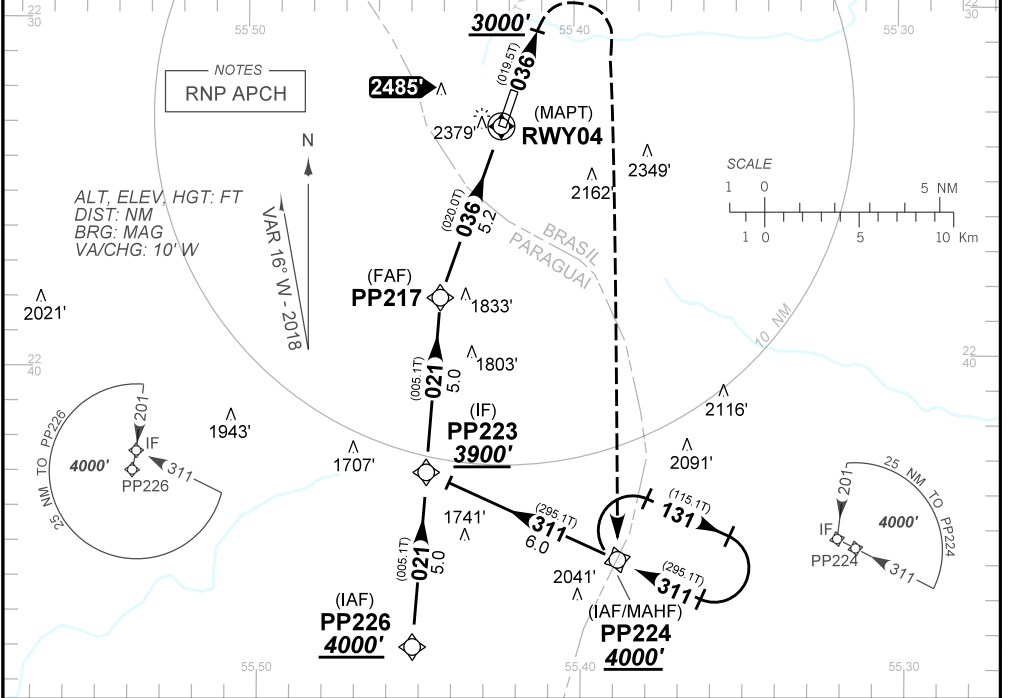 22
30
55 50
3000'
55 40
55 30
22
30
NOTES
RNP APCH
2485'
(019.5T)
036
(MAPT)
RWY04
2379'
N
2349'
2162'
SCALE
1 0 5 NM
1 0 5 10 Km
ALT, ELEV, HGT: FT
DIST: NM
BRG: MAG
VA/CHG: 10' W
VAR 16° W - 2018
(020.0T)
036
5.2
BRASIL
PARAGUAI
(FAF)
PP217
1833'
2021'
10 NM
22
40
1803'
(005.1T)
021
5.0
22
40
2116'
(IF)
PP223
3900'
1943'
1707'
2091'
25 NM TO PP226
201
IF
4000'
311
PP226
1741'
(295.1T)
311
6.0
(115.1T)
131
25 NM TO PP224
201
IF
4000'
PP224
311
(005.1T)
021
5.0
2041'
(295.1T)
311
(IAF)
PP226
4000'
(IAF/MAHF)
PP224
4000'
55 50
55 40
55 30